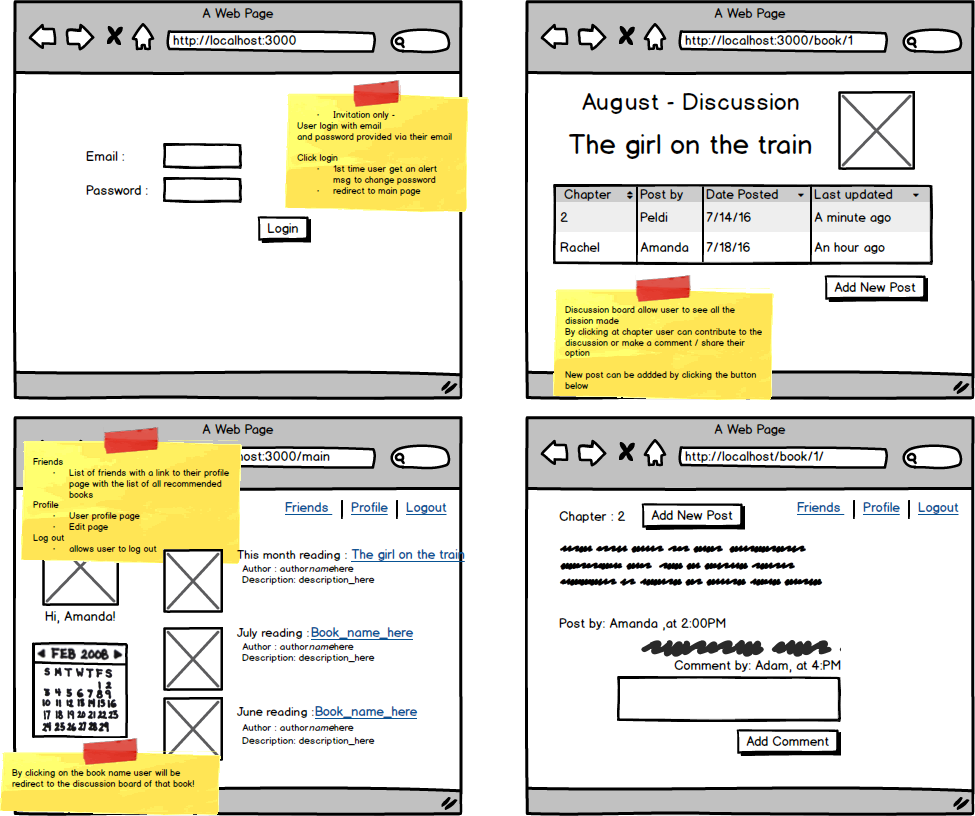 A Web Page
http://localhost:3000
Invitation only -
User login with email
and password provided via their email
Click login
1st time user get an alert
msg to change password
redirect to main page
Email :
Password :
Login
A Web Page
http://localhost:3000/book/1
August - Discussion
The girl on the train
Chapter Post by Date Posted Last updated
2 Peldi 7/14/16 A minute ago
Rachel Amanda 7/18/16 An hour ago
Add New Post
Discussion board allow user to see all the
dission made
By clicking at chapter user can contribute to the
discussion or make a comment / share their
option
New post can be addded by clicking the button
below
A Web Page
ost:3000/main
Friends
List of friends with a link to their profile
page with the list of all recommended
books
Profile
User profile page
Edit page
Log out
allows user to log out
Friends Profile Logout
Hi, Amanda!
FEB 2008
S M T W T F S
1 2
3 4 5 6 7 8 9
10 11 12 13 14 15 16
17 18 19 20 21 22 23
24 25 26 27 28 29
This month reading : The girl on the train
Author : authornamehere
Description: description_here
July reading :Book_name_here
Author : authornamehere
Description: description_here
June reading :Book_name_here
Author : authornamehere
Description: description_here
By clicking on the book name user will be
redirect to the discussion board of that book!
A Web Page
http://localhost/book/1/
Friends Profile Logout
Chapter : 2 Add New Post
Post by: Amanda ,at 2:00PM
Comment by: Adam, at 4:PM
Add Comment